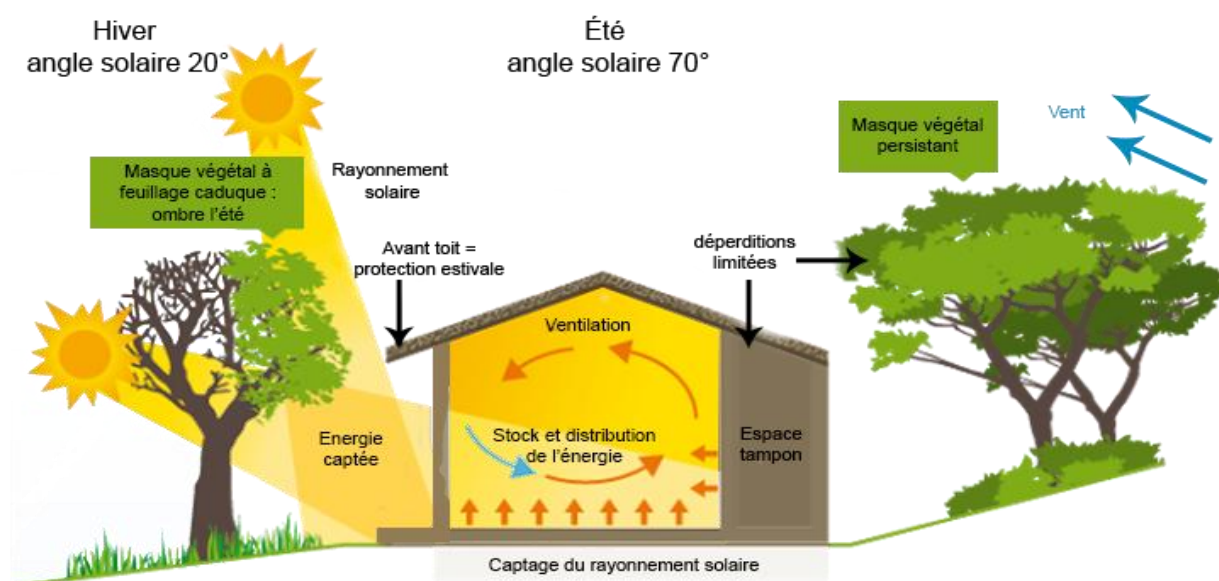 Hiver
angle solaire 20°
Été
angle solaire 70°
Masque végétal à
feuillage caduque :
ombre l'été
Rayonnement
solaire
Masque végétal
persistant
Vent
Avant toit =
protection estivale
déperditions
limitées
Ventilation
Energie
captée
Stock et distribution
de l'énergie
Espace
tampon
Captage du rayonnement solaire